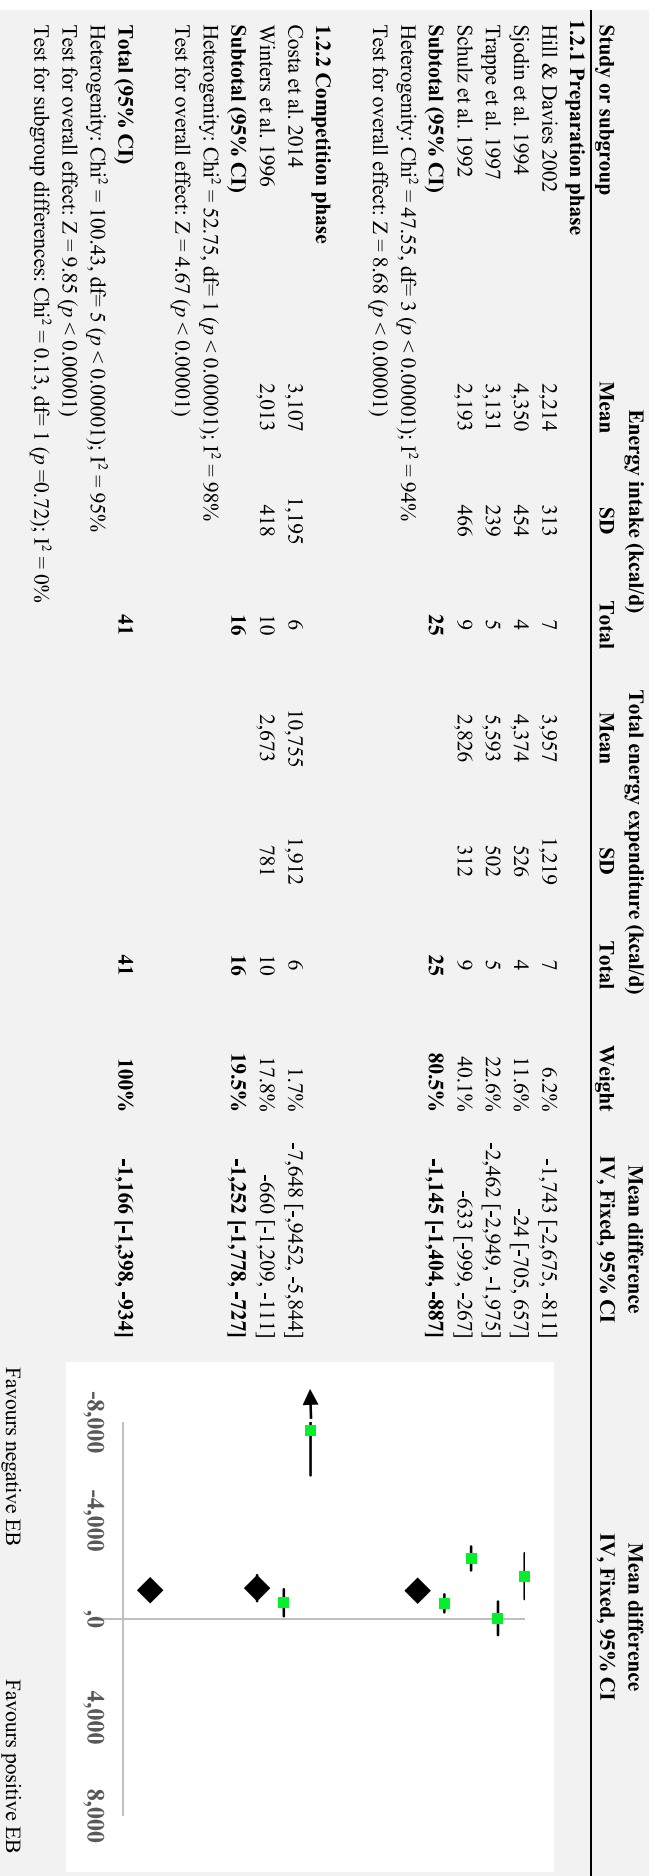 Energy intake (kcal/d) Total energy expenditure (kcal/d) Mean difference Mean difference
Study or subgroup Mean SD Total Mean SD Total Weight IV, Fixed, 95% CI IV, Fixed, 95% CI
1.2.1 Preparation phase
Hill & Davies 2002 2,214 313 7 3,957 1,219 7 6.2% -1,743 [-2,675, -811]
Sjodin et al. 1994 4,350 454 4 4,374 526 4 11.6% -24 [-705, 657]
Trappe et al. 1997 3,131 239 5 5,593 502 5 22.6% -2,462 [-2,949, -1,975]
Schulz et al. 1992 2,193 466 9 2,826 312 9 40.1% -633 [-999, -267]
Subtotal (95% CI) 25 25 80.5% -1,145 [-1,404, -887]
Heterogenity: Chi² = 47.55, df= 3 (p < 0.00001); I² = 94%
Test for overall effect: Z = 8.68 (p < 0.00001)
1.2.2 Competition phase
Costa et al. 2014 3,107 1,195 6 10,755 1,912 6 1.7% -7,648 [-,9452, -5,844]
Winters et al. 1996 2,013 418 10 2,673 781 10 17.8% -660 [-1,209, -111]
Subtotal (95% CI) 16 16 19.5% -1,252 [-1,778, -727]
Heterogenity: Chi² = 52.75, df= 1 (p < 0.00001); I² = 98%
Test for overall effect: Z = 4.67 (p < 0.00001)
Total (95% CI) 41 41 100% -1,166 [-1,398, -934]
Heterogenity: Chi² = 100.43, df= 5 (p < 0.00001); I² = 95%
Test for overall effect: Z = 9.85 (p < 0.00001)
Test for subgroup differences: Chi² = 0.13, df= 1 (p =0.72); I² = 0%
-8,000 -4,000 ,0 4,000 8,000
Favours negative EB Favours positive EB